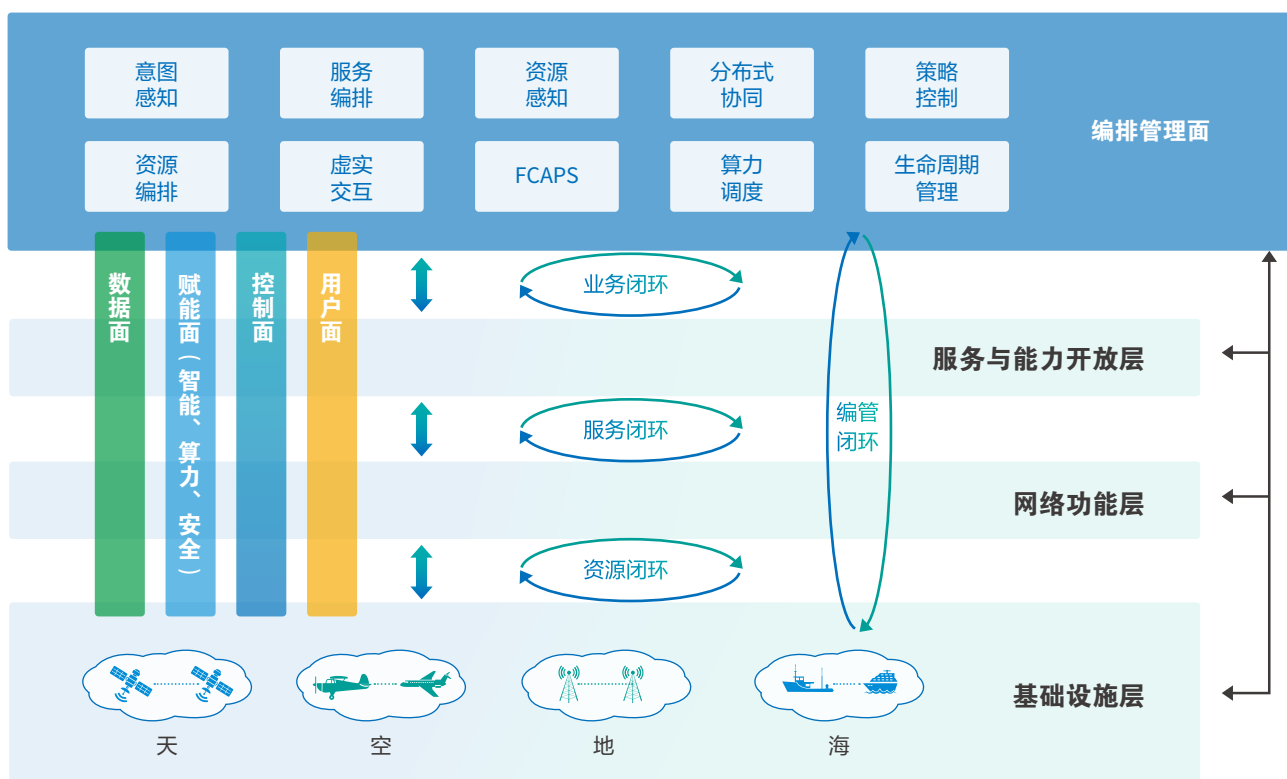 意图
感知
服务
编排
资源
感知
分布式
协同
策略
控制
编排管理面
资源
编排
虚实
交互
FCAPS
算力
调度
生命周期
管理
数据面
赋能面(智能、算力、安全)
控制面
用户面
业务闭环
服务与能力开放层
服务闭环
编管
闭环
网络功能层
资源闭环
基础设施层
天
空
地
海